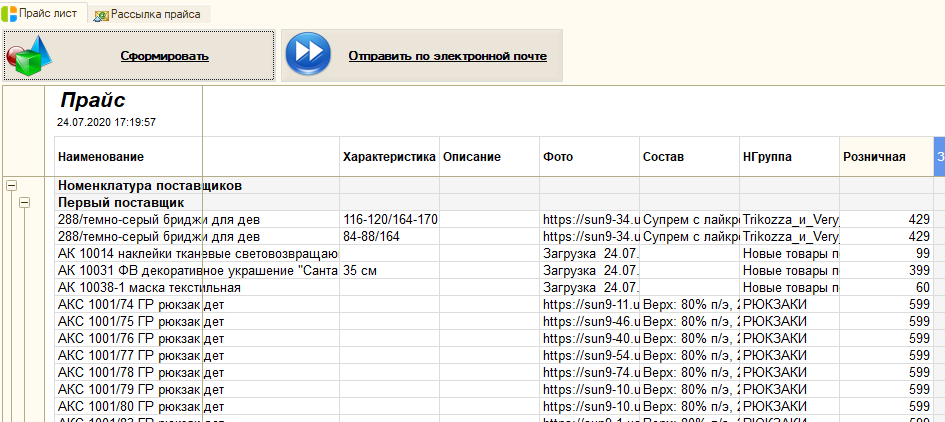 Прайс лист Рассылка прайса
Сформировать Отправить по электронной почте
Прайс
24.07.2020 17:19:57
Наименование Характеристика Описание Фото Состав НГруппа Розничная З
Номенклатура поставщиков
Первый поставщик
288/темно-серый бриджи для дев 116-120/164-170 https://sun9-34.u Супрем с лайкр Trikozza_и_Very_ 429
288/темно-серый бриджи для дев 84-88/164 https://sun9-34.u Супрем с лайкр Trikozza_и_Very_ 429
АК 10014 наклейки тканевые световозвращаю Загрузка 24.07. Новые товары п 99
АК 10031 ФВ декоративное украшение "Санта 35 см Загрузка 24.07. Новые товары п 399
АК 10038-1 маска текстильная Загрузка 24.07. Новые товары п 60
АКС 1001/74 ГР рюкзак дет https://sun9-11.u Верх: 80% п/э, 2 РЮКЗАКИ 599
АКС 1001/75 ГР рюкзак дет https://sun9-46.u Верх: 80% п/э, 2 РЮКЗАКИ 599
АКС 1001/76 ГР рюкзак дет https://sun9-40.u Верх: 80% п/э, 2 РЮКЗАКИ 599
АКС 1001/77 ГР рюкзак дет https://sun9-54.u Верх: 80% п/э, 2 РЮКЗАКИ 599
АКС 1001/78 ГР рюкзак дет https://sun9-74.u Верх: 80% п/э, 2 РЮКЗАКИ 599
АКС 1001/79 ГР рюкзак дет https://sun9-10.u Верх: 80% п/э, 2 РЮКЗАКИ 599
АКС 1001/80 ГР рюкзак дет https://sun9-10.u Верх: 80% п/э, 2 РЮКЗАКИ 599